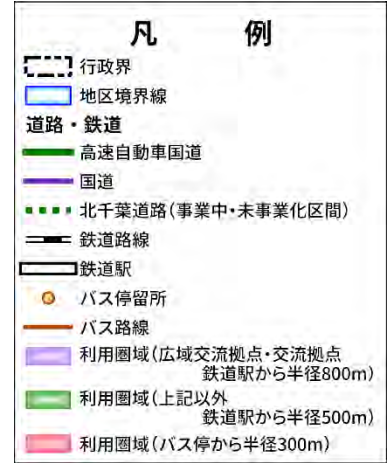 凡 例
行政界
地区境界線
道路・鉄道
高速自動車国道
国道
北千葉道路(事業中・未事業化区間)
鉄道路線
鉄道駅
バス停留所
バス路線
利用圏域(広域交流拠点・交流拠点
鉄道駅から半径800m)
利用圏域(上記以外
鉄道駅から半径500m)
利用圏域(バス停から半径300m)